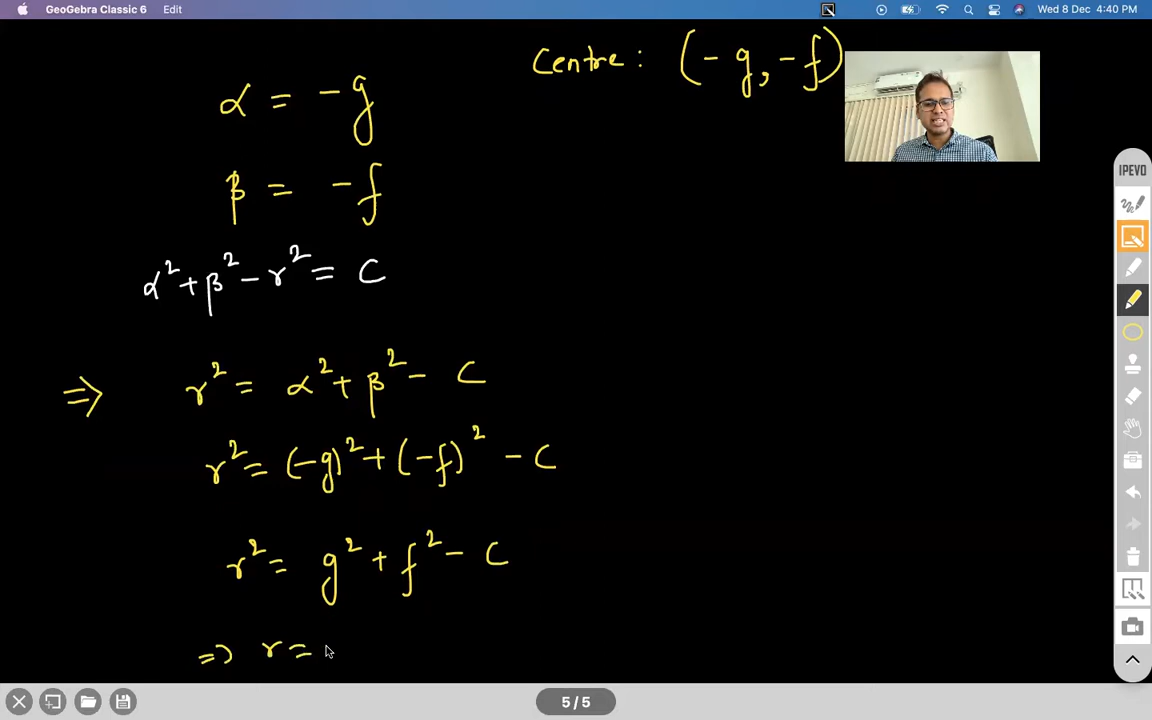 GeoGebra Classic 6 Edit Wed 8 Dec 4:40 PM
Centre : (-g, -f)
α = -g
β = -f
α² + β² - r² = C
⇒ r² = α² + β² - C
r² = (-g)² + (-f)² - C
r² = g² + f² - C
⇒ r =
IPEVO
5/5